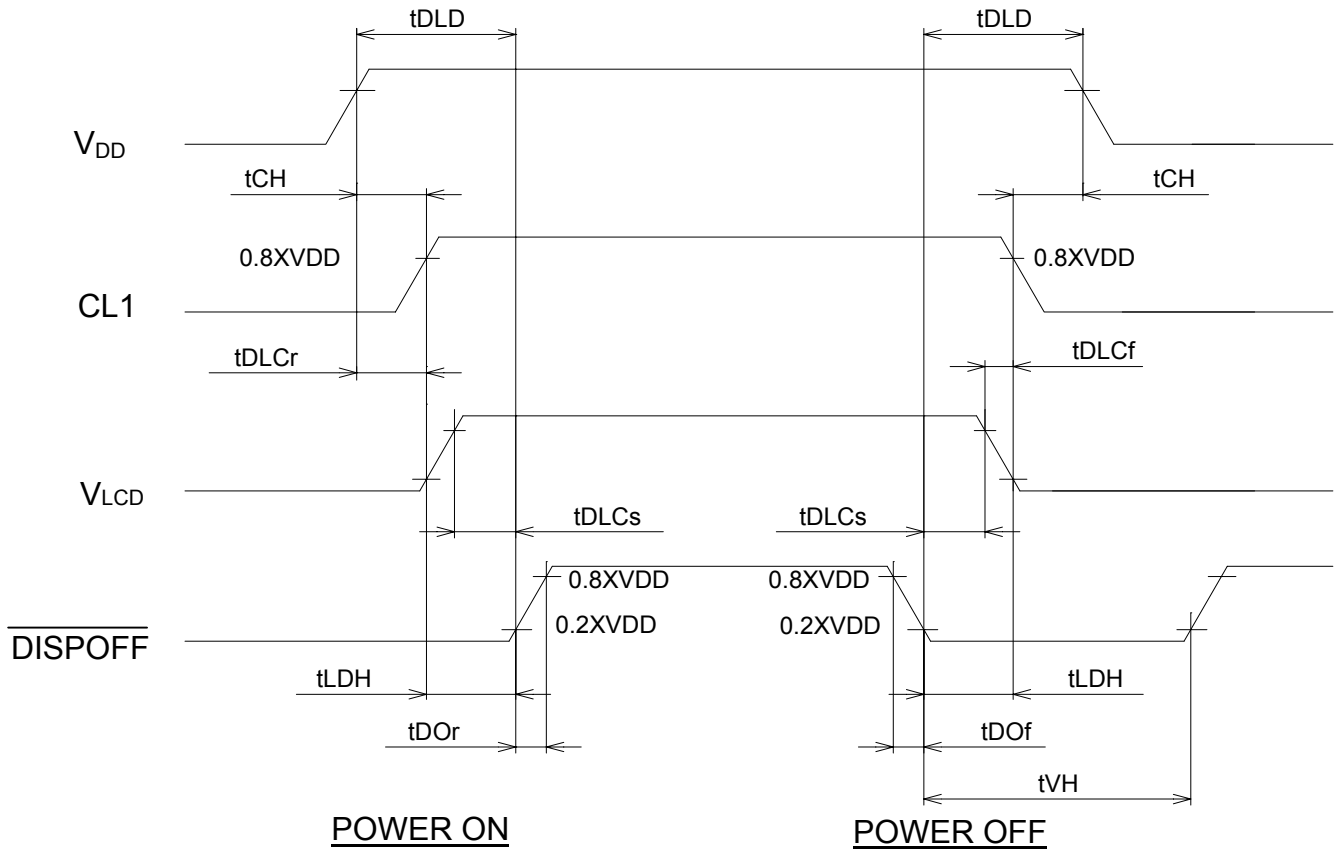 tDLD tDLD
VDD
tCH tCH
0.8XVDD 0.8XVDD
CL1
tDLCr tDLCf
VLCD
tDLCs tDLCs
0.8XVDD 0.8XVDD
0.2XVDD 0.2XVDD
DISPOFF
tLDH tLDH
tDOr tDOf
tVH
POWER ON POWER OFF